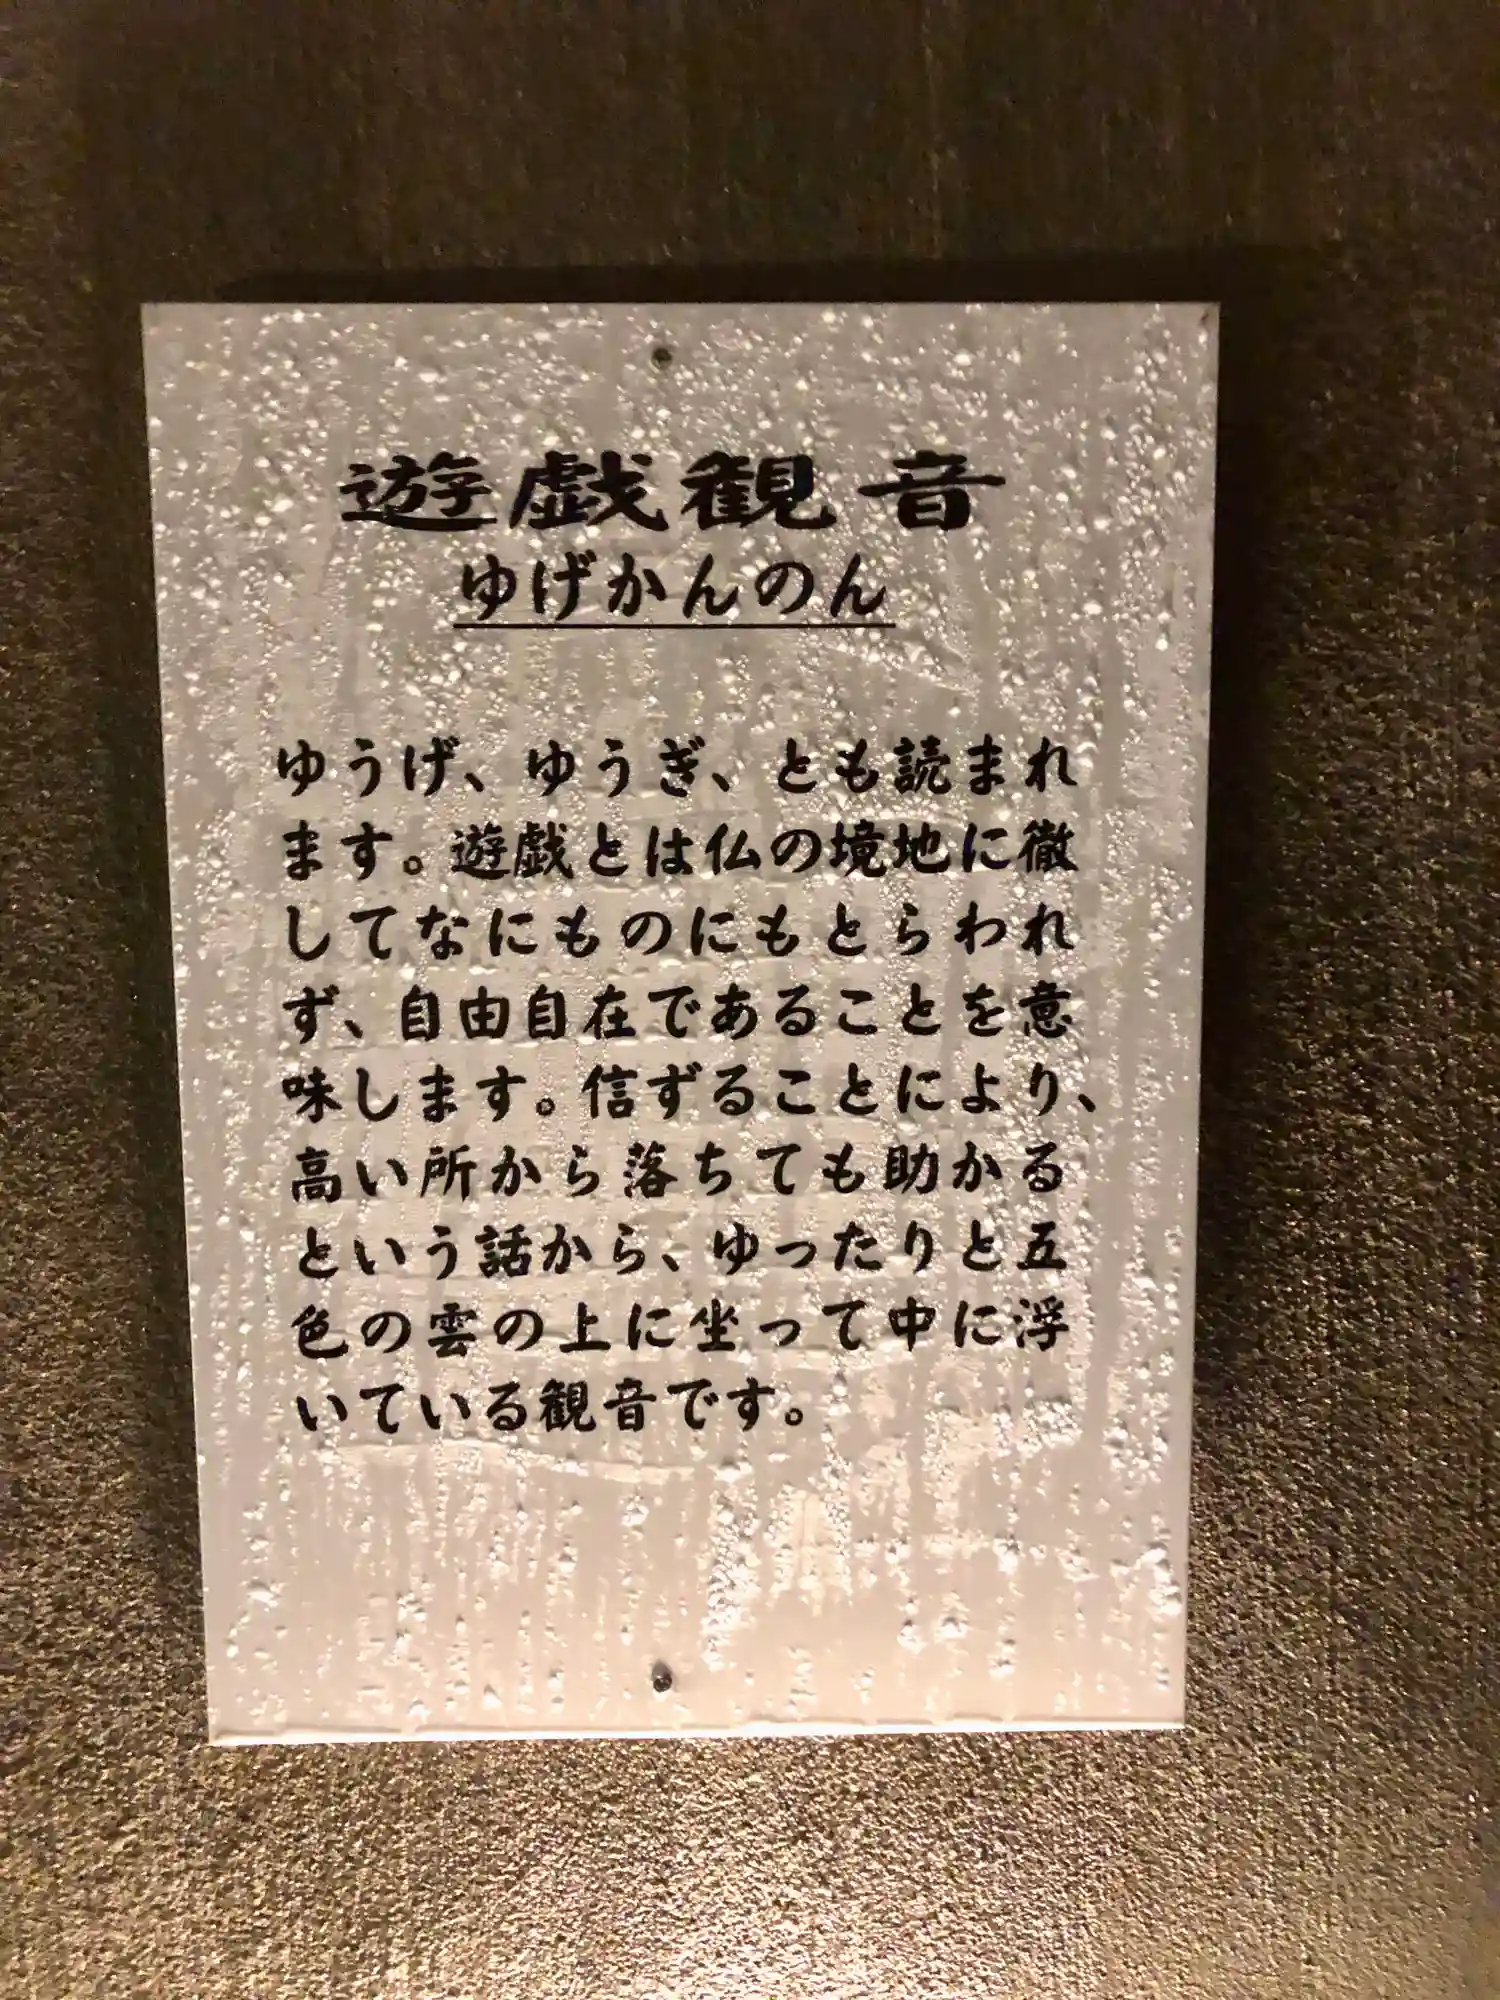 遊戯観音
ゆげかんのん
ゆうげ、ゆうぎ、とも読まれ
ます。遊戯とは仏の境地に徹
してなにものにもとらわれ
ず、自由自在であることを意
味します。信ずることにより、
高い所から落ちても助かる
という話から、ゆったりと五
色の雲の上に坐って中に浮
いている観音です。